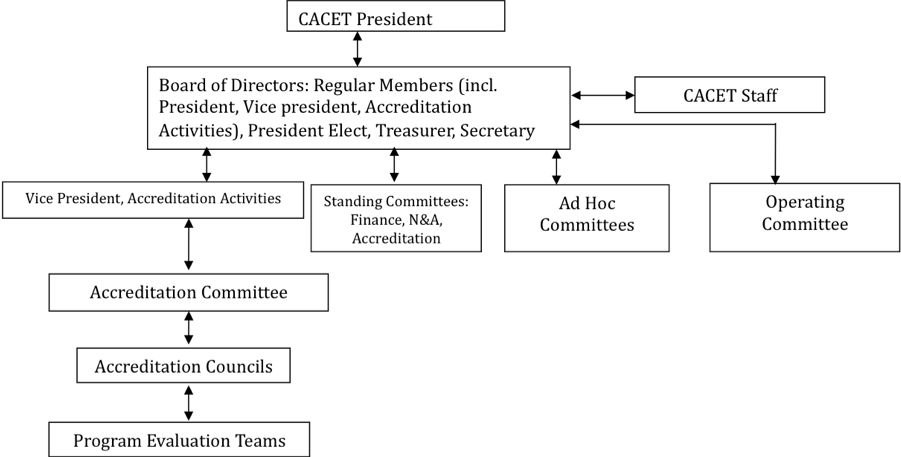 CACET President
Board of Directors: Regular Members (incl.
President, Vice president, Accreditation
Activities), President Elect, Treasurer, Secretary
CACET Staff
Vice President, Accreditation Activities
Standing Committees:
Finance, N&A,
Accreditation
Ad Hoc
Committees
Operating
Committee
Accreditation Committee
Accreditation Councils
Program Evaluation Teams